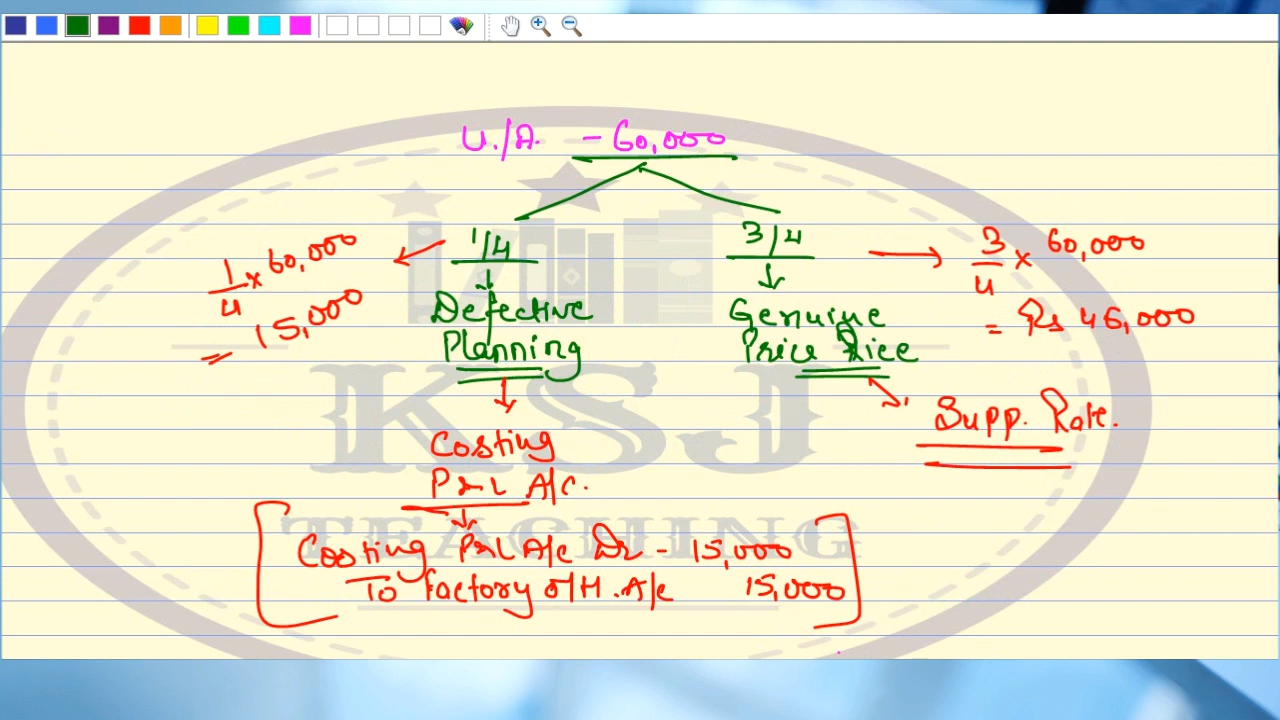 U./A. - 60,000
1/4
3/4
1/4 × 60,000
= 15,000
3/4 × 60,000
= Rs 45,000
Defective
Planning
Genuine
Price Rice
Supp. Rate.
Costing
P&L A/C.
Costing P&L A/c Dr - 15,000
To factory o/H. A/c 15,000
KSJ
TEACHING